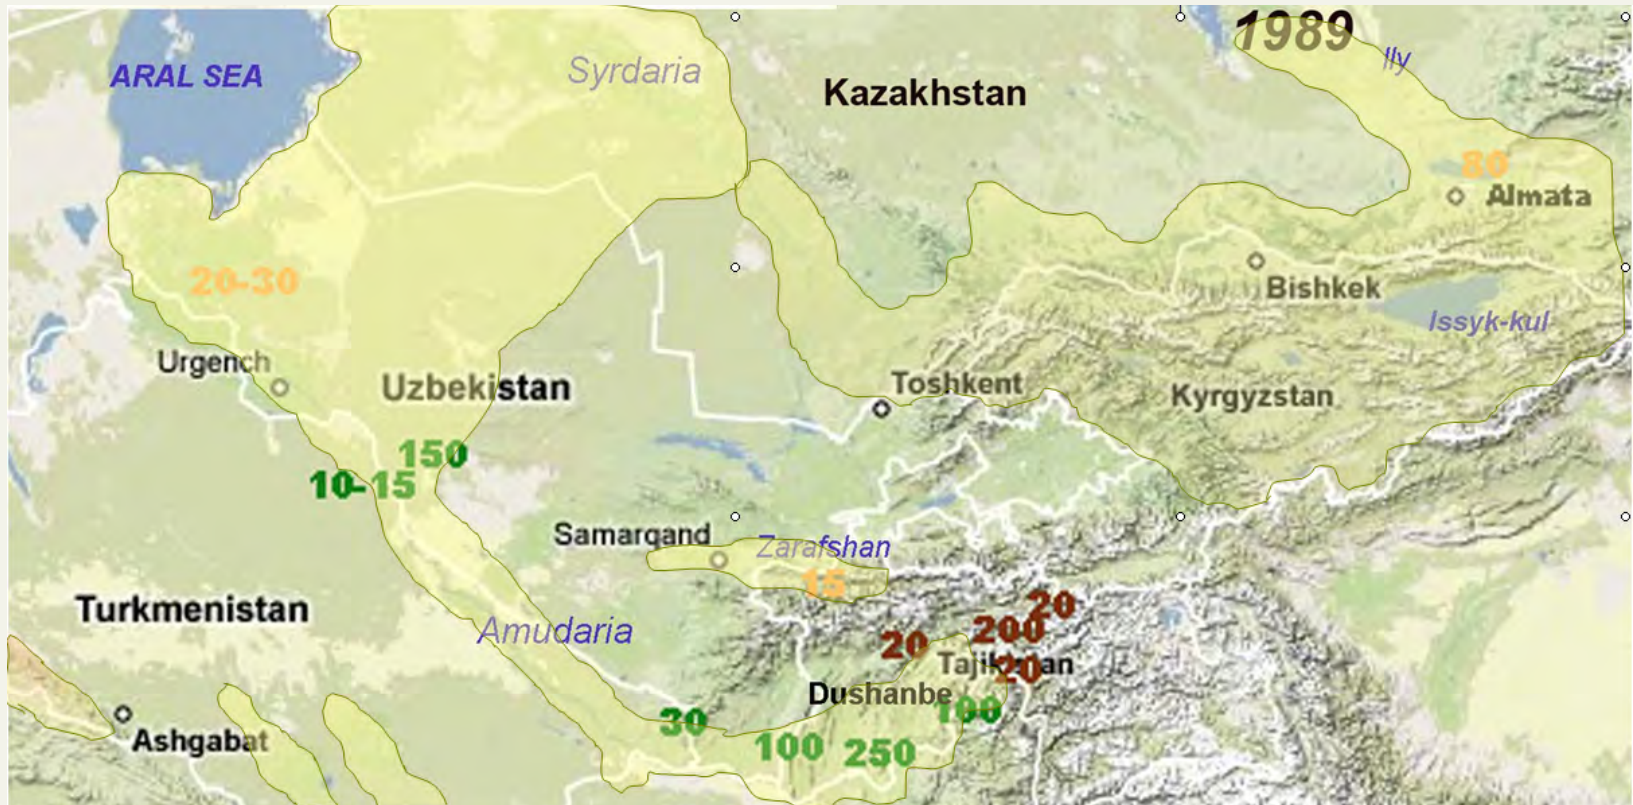 1989
Ily
ARAL SEA
Syrdaria
Kazakhstan
80
Almata
20-30
Bishkek
Issyk-kul
Urgench
Uzbekistan
Toshkent
Kyrgyzstan
150
10-15
Samarqand
Zarafshan
15
Turkmenistan
Amudaria
20
200
20
Tajikistan
20
Dushanbe
100
30
Ashgabat
100
250